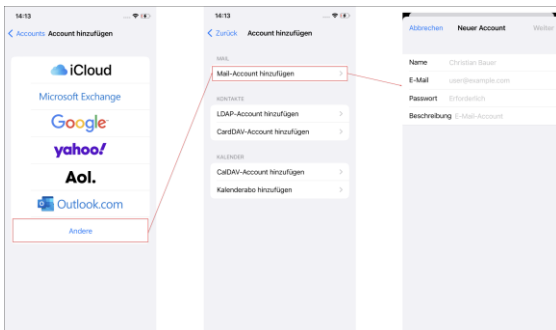 14:13
Accounts Account hinzufügen
iCloud
Microsoft Exchange
Google
yahoo!
Aol.
Outlook.com
Andere
14:13
Zurück Account hinzufügen
MAIL
Mail-Account hinzufügen
KONTAKTE
LDAP-Account hinzufügen
CardDAV-Account hinzufügen
KALENDER
CalDAV-Account hinzufügen
Kalenderabo hinzufügen
Abbrechen Neuer Account Weiter
Name Christian Bauer
E-Mail user@example.com
Passwort Erforderlich
Beschreibung E-Mail-Account